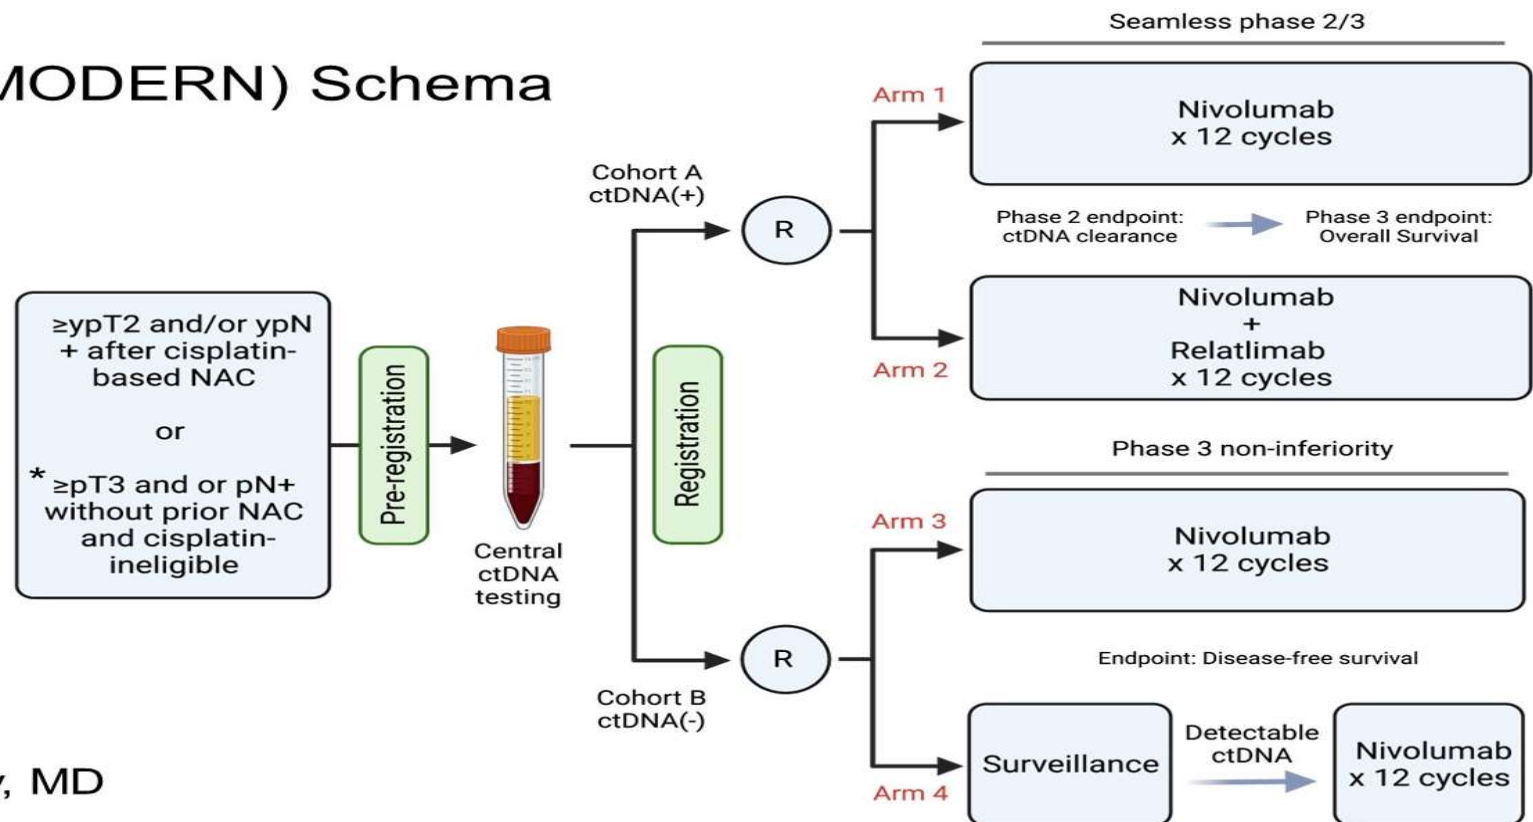 MODERN) Schema
≥ypT2 and/or ypN
+ after cisplatin-
based NAC
or
* ≥pT3 and or pN+
without prior NAC
and cisplatin-
ineligible
Pre-registration
Central
ctDNA
testing
Registration
Cohort A
ctDNA(+)
R
Seamless phase 2/3
Arm 1
Nivolumab
x 12 cycles
Phase 2 endpoint:
ctDNA clearance
Phase 3 endpoint:
Overall Survival
Arm 2
Nivolumab
+
Relatlimab
x 12 cycles
Cohort B
ctDNA(-)
R
Phase 3 non-inferiority
Arm 3
Nivolumab
x 12 cycles
Endpoint: Disease-free survival
Arm 4
Surveillance
Detectable
ctDNA
Nivolumab
x 12 cycles
, MD